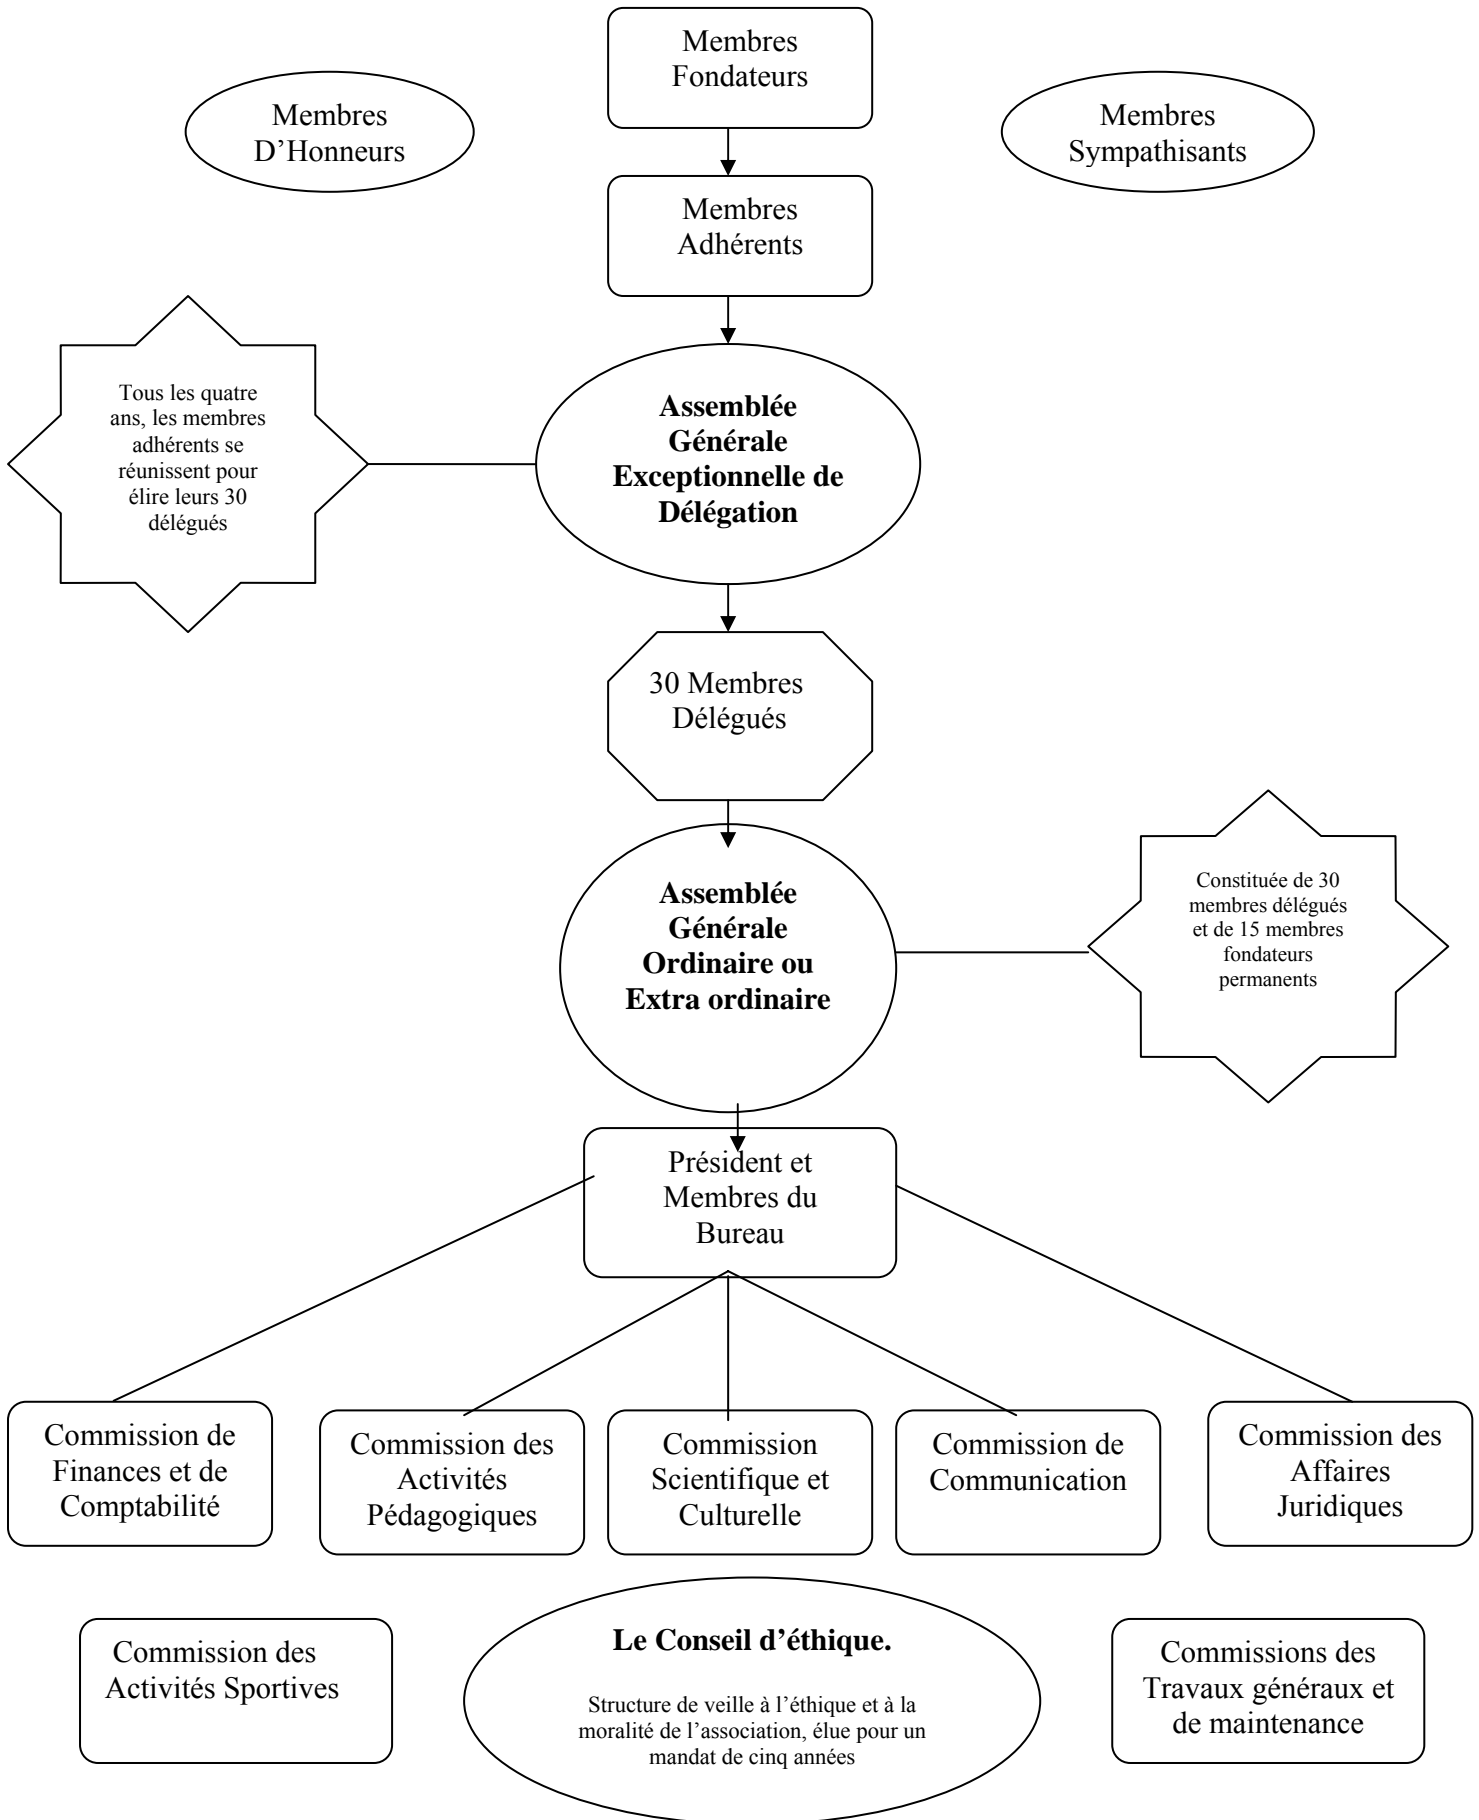 Membres
Fondateurs
Membres
D’Honneurs
Membres
Sympathisants
Membres
Adhérents
Tous les quatre
ans, les membres
adhérents se
réunissent pour
élire leurs 30
délégués
Assemblée
Générale
Exceptionnelle de
Délégation
30 Membres
Délégués
Assemblée
Générale
Ordinaire ou
Extra ordinaire
Constituée de 30
membres délégués
et de 15 membres
fondateurs
permanents
Président et
Membres du
Bureau
Commission de
Finances et de
Comptabilité
Commission des
Activités
Pédagogiques
Commission
Scientifique et
Culturelle
Commission de
Communication
Commission des
Affaires
Juridiques
Commission des
Activités Sportives
Le Conseil d’éthique.
Structure de veille à l’éthique et à la
moralité de l’association, élue pour un
mandat de cinq années
Commissions des
Travaux généraux et
de maintenance